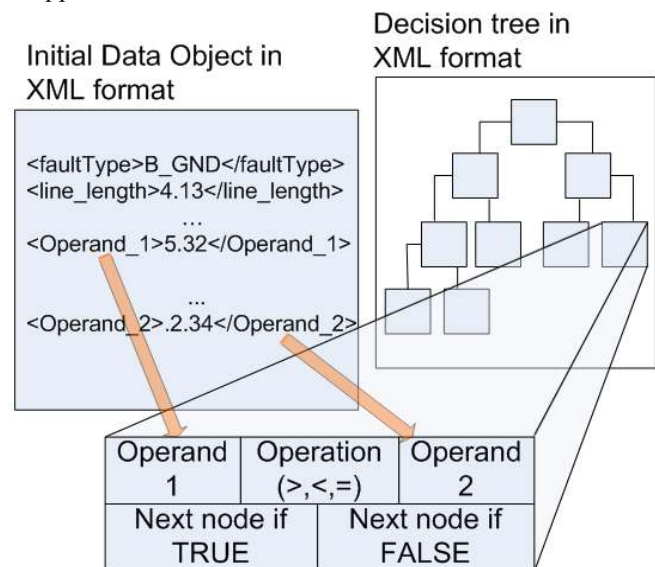 Initial Data Object in
XML format
Decision tree in
XML format
<faultType>B_GND</faultType>
<line_length>4.13</line_length>
...
<Operand_1>5.32</Operand_1>
...
<Operand_2>.2.34</Operand_2>
Operand
1
Operation
(>,<,=)
Operand
2
Next node if
TRUE
Next node if
FALSE